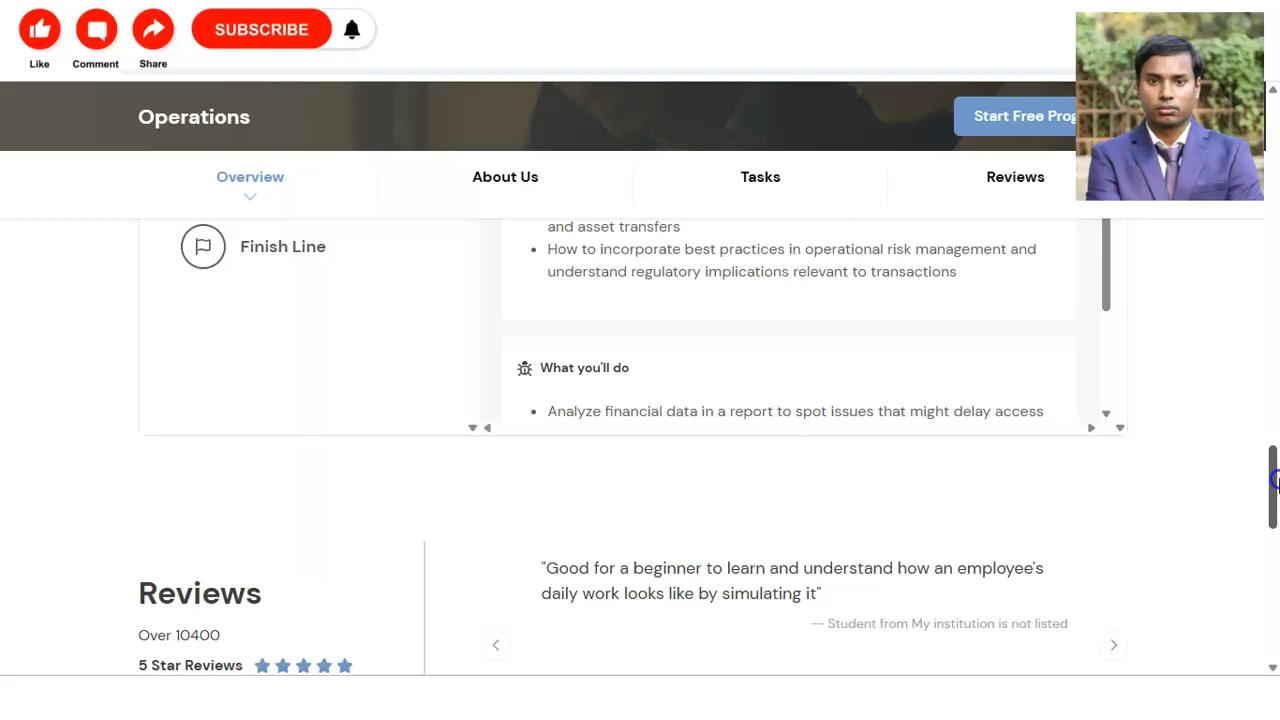 SUBSCRIBE
Like
Comment
Share
Operations
Start Free Prog
Overview
About Us
Tasks
Reviews
and asset transfers
Finish Line
• How to incorporate best practices in operational risk management and
understand regulatory implications relevant to transactions
What you'll do
• Analyze financial data in a report to spot issues that might delay access
"Good for a beginner to learn and understand how an employee's
daily work looks like by simulating it"
Reviews
-- Student from My institution is not listed
Over 10400
5 Star Reviews